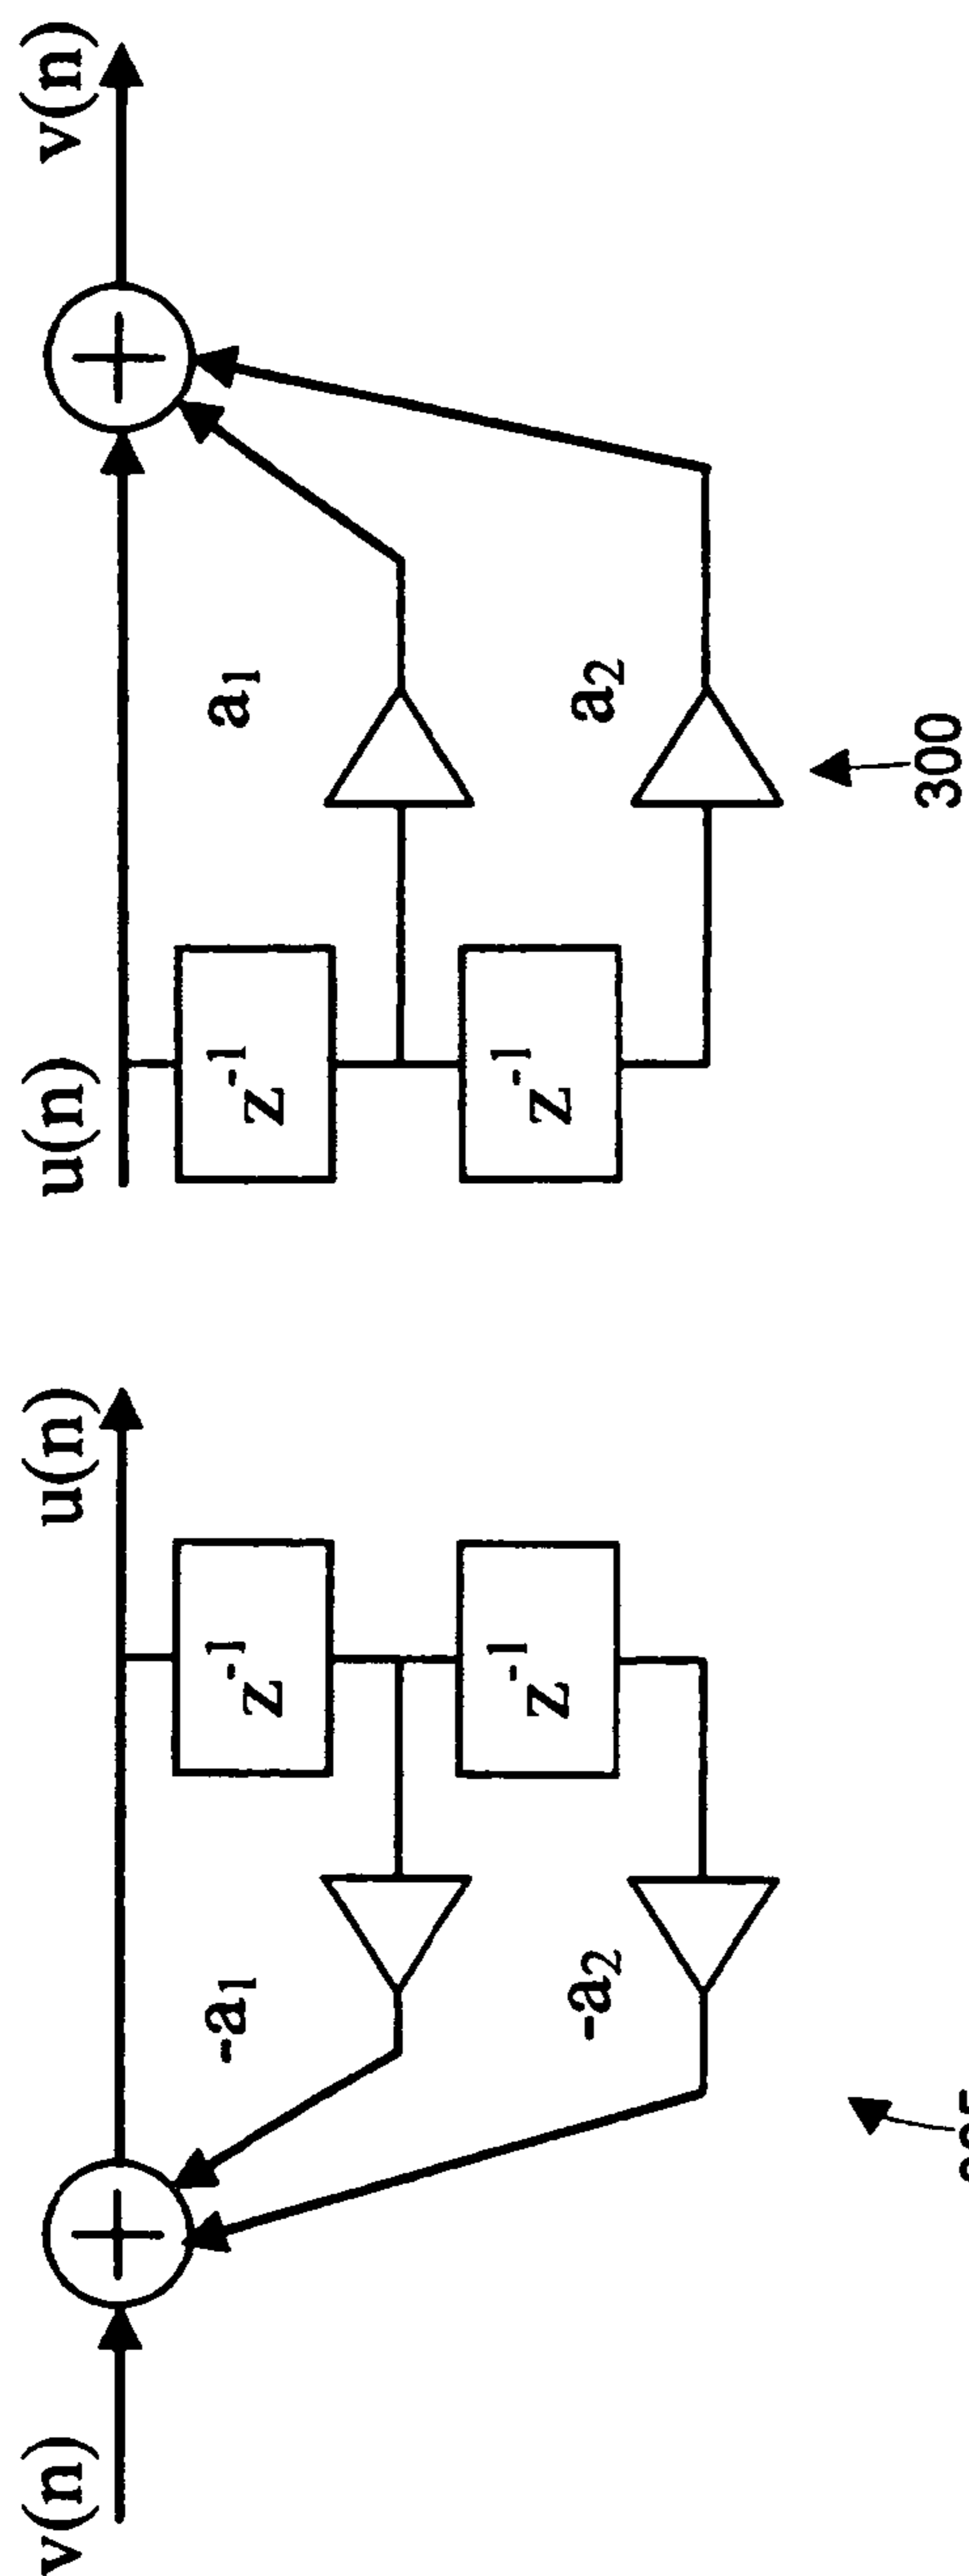 v(n)
u(n)
-a₁
z⁻¹
-a₂
z⁻¹
u(n)
v(n)
z⁻¹
a₁
z⁻¹
a₂
300